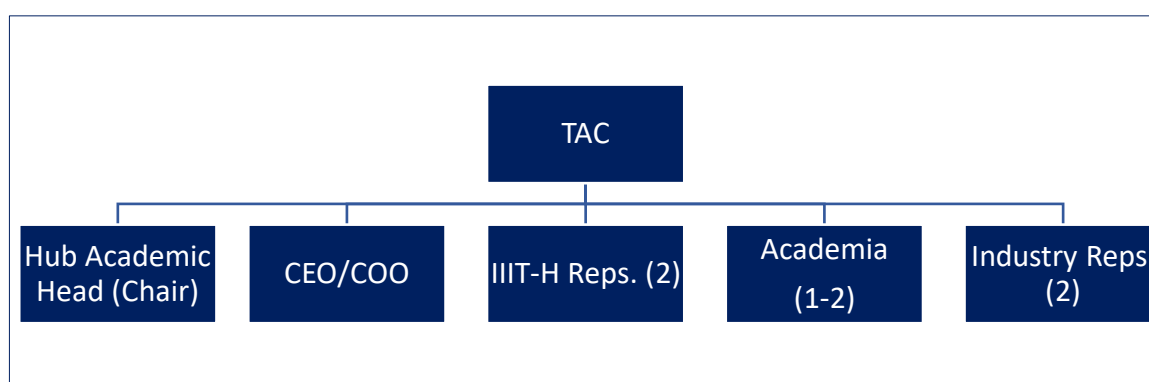 TAC
Hub Academic
Head (Chair)
CEO/COO
IIIT-H Reps. (2)
Academia
(1-2)
Industry Reps
(2)